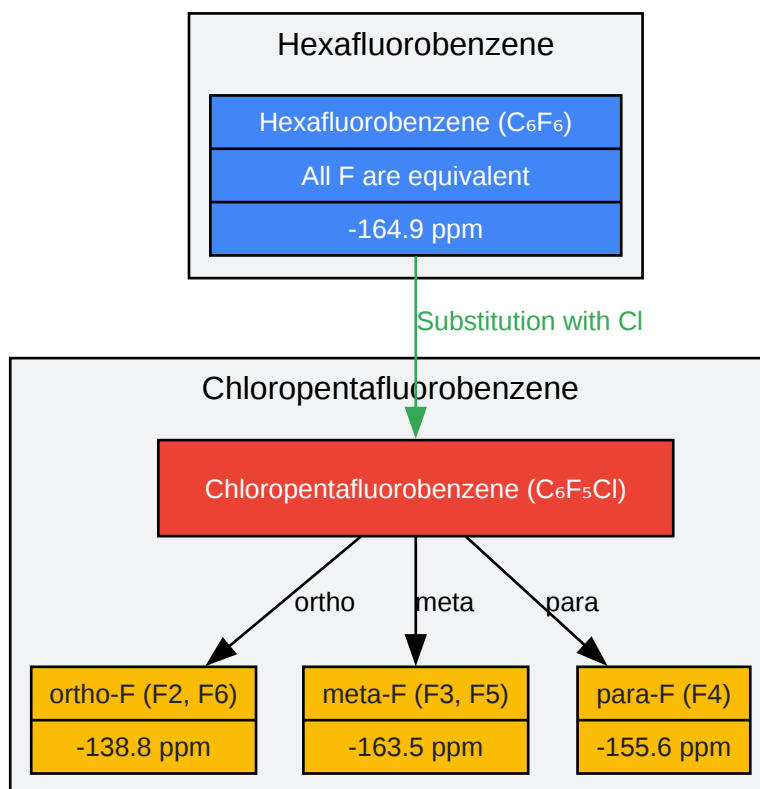 Hexafluorobenzene
Hexafluorobenzene (C₆F₆)
All F are equivalent
-164.9 ppm
Substitution with Cl
Chloropentafluorobenzene
Chloropentafluorobenzene (C₆F₅Cl)
ortho
meta
para
ortho-F (F2, F6)
-138.8 ppm
meta-F (F3, F5)
-163.5 ppm
para-F (F4)
-155.6 ppm